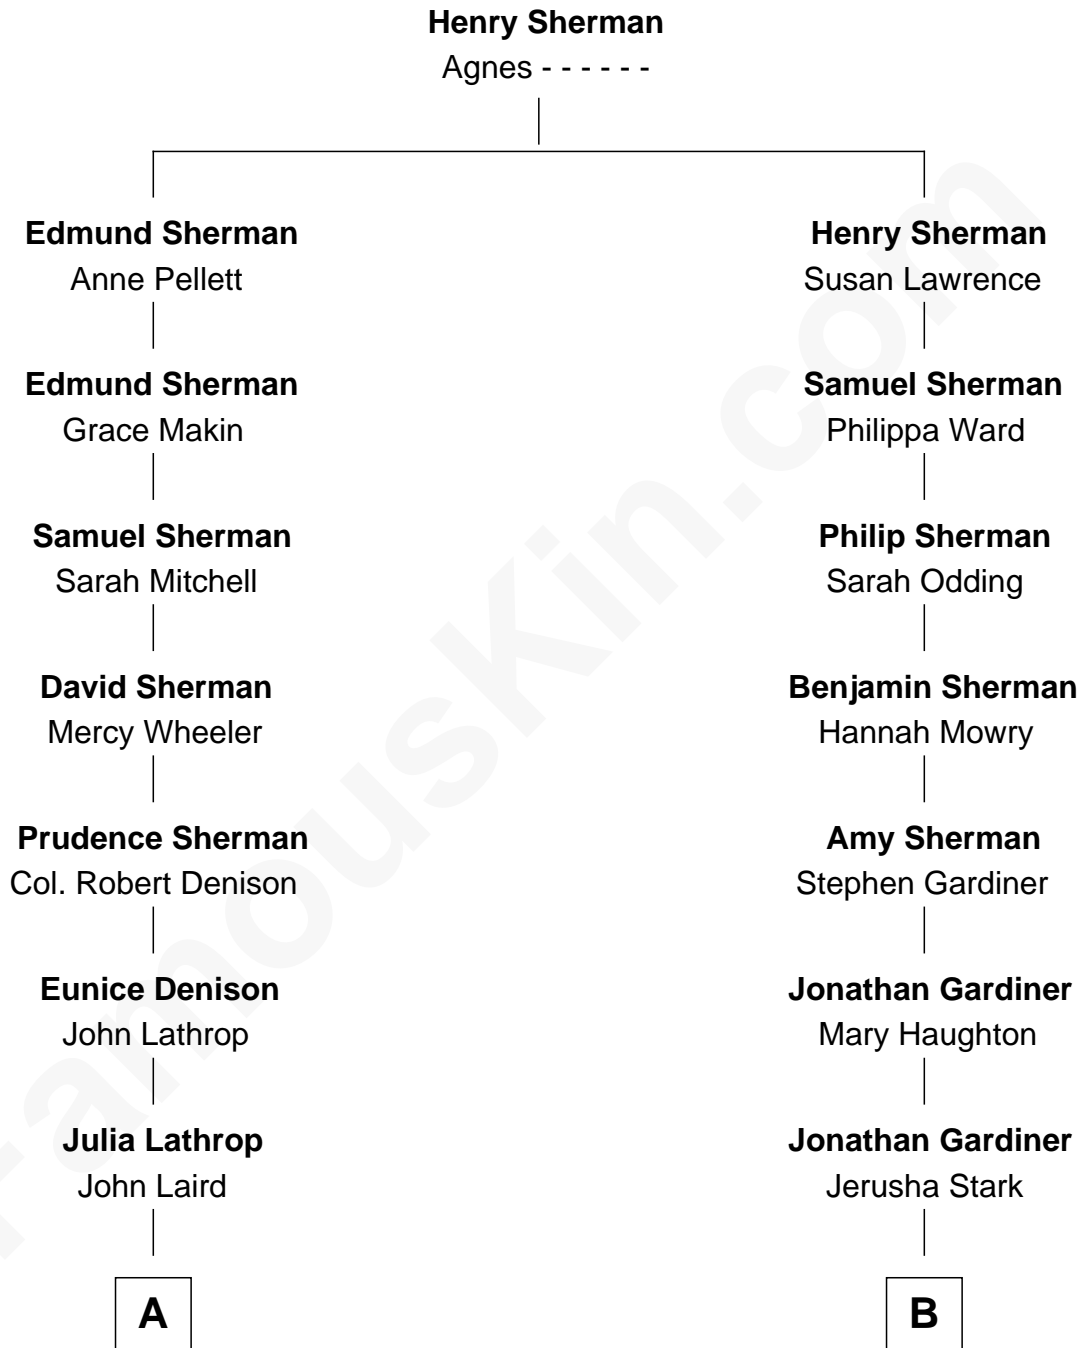 Henry Sherman
Agnes - - - - - -
Edmund Sherman
Anne Pellett
Henry Sherman
Susan Lawrence
Edmund Sherman
Grace Makin
Samuel Sherman
Philippa Ward
Samuel Sherman
Sarah Mitchell
Philip Sherman
Sarah Odding
David Sherman
Mercy Wheeler
Benjamin Sherman
Hannah Mowry
Prudence Sherman
Col. Robert Denison
Amy Sherman
Stephen Gardiner
Eunice Denison
John Lathrop
Jonathan Gardiner
Mary Haughton
Julia Lathrop
John Laird
Jonathan Gardiner
Jerusha Stark
A
B
FamousKin.com